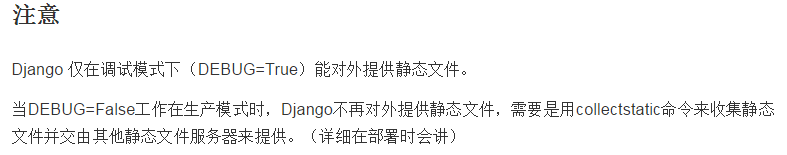 注意
Django 仅在调试模式下（DEBUG=True）能对外提供静态文件。
当DEBUG=False工作在生产模式时，Django不再对外提供静态文件，需要是用collectstatic命令来收集静态
文件并交由其他静态文件服务器来提供。（详细在部署时会讲）